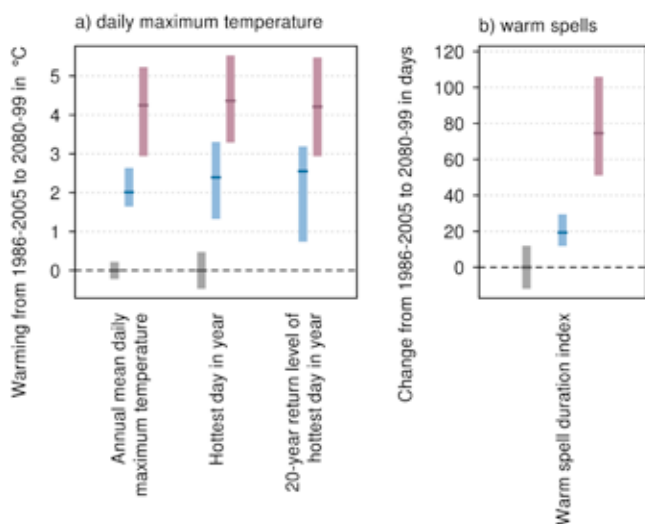 a) daily maximum temperature
Warming from 1986-2005 to 2080-99 in °C
5
4
3
2
1
0
Annual mean daily
maximum temperature
Hottest day in year
20-year return level of
hottest day in year
b) warm spells
Change from 1986-2005 to 2080-99 in days
120
100
80
60
40
20
0
Warm spell duration index